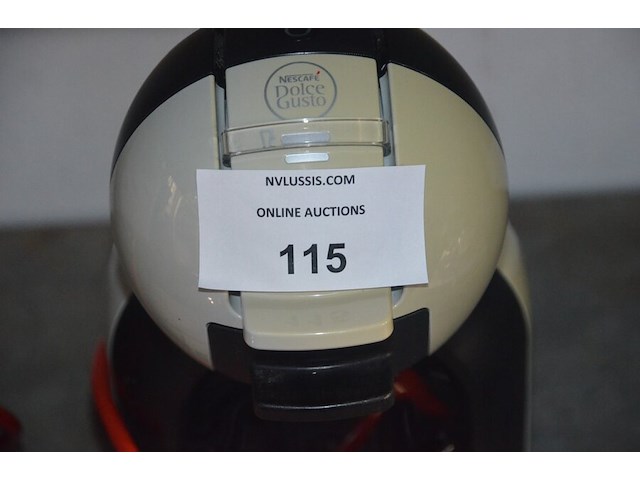 NESCAFÉ
Dolce
Gusto
NVLUSSIS.COM
ONLINE AUCTIONS
115